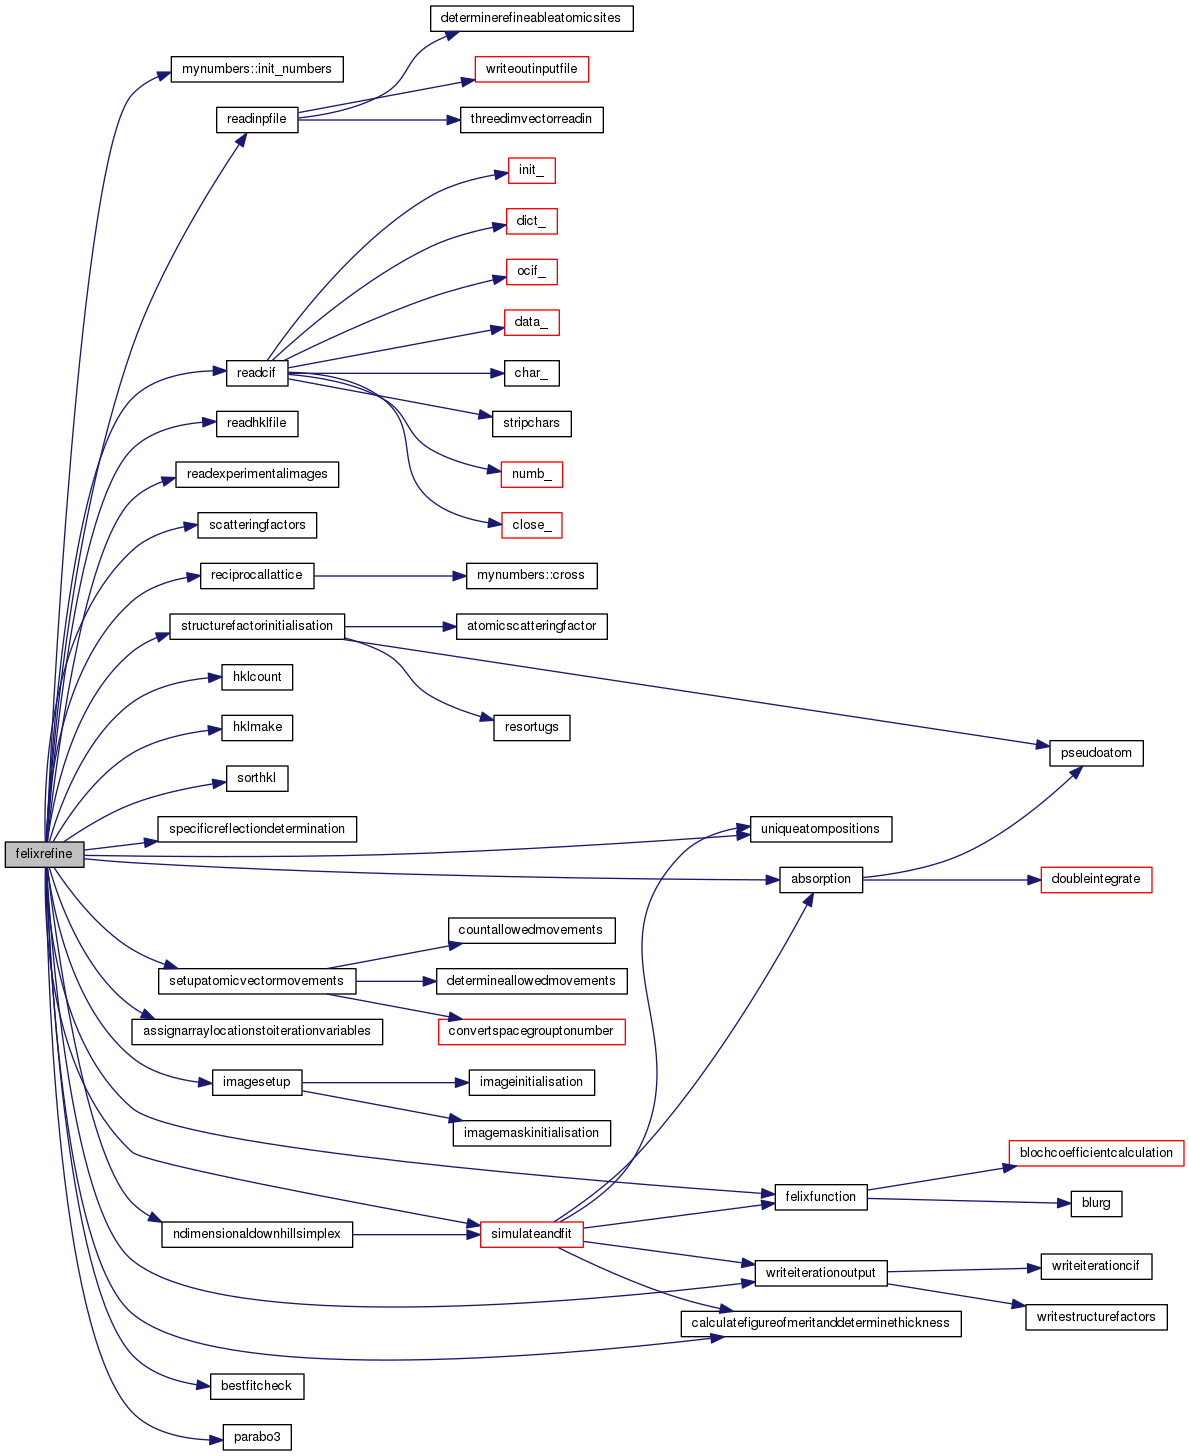 determinerefineableatomicsites
mynumbers::init_numbers
writeoutinputfile
readinpfile
threedimvectorreadin
init_
dict_
ocif_
data_
readcif
char_
readhklfile
stripchars
readexperimentalimages
numb_
scatteringfactors
close_
reciprocallattice
mynumbers::cross
structurefactorinitialisation
atomicscatteringfactor
hklcount
hklmake
resortugs
pseudoatom
sorthkl
specificreflectiondetermination
uniqueatompositions
felixrefine
absorption
doubleintegrate
countallowedmovements
setupatomicvectormovements
determineallowedmovements
assignarraylocationstoiterationvariables
convertspacegrouptonumber
imagesetup
imageinitialisation
imagemaskinitialisation
blochcoefficientcalculation
felixfunction
blurg
ndimensionaldownhillsimplex
simulateandfit
writeiterationoutput
writeiterationcif
calculatefigureofmeritanddeterminethickness
writestructurefactors
bestfitcheck
parabo3